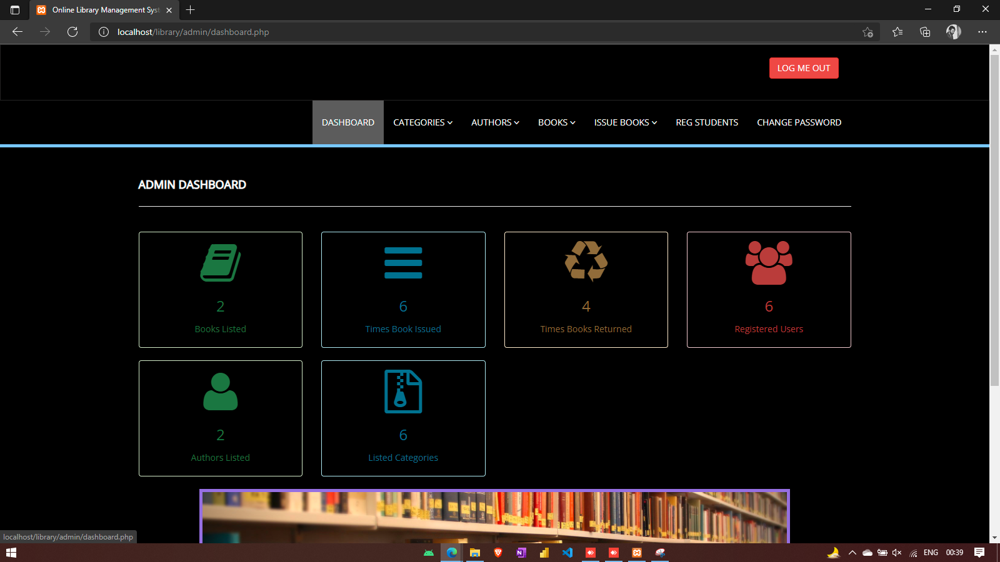 Online Library Management Syst
localhost/library/admin/dashboard.php
LOG ME OUT
DASHBOARD CATEGORIES AUTHORS BOOKS ISSUE BOOKS REG STUDENTS CHANGE PASSWORD
ADMIN DASHBOARD
2
Books Listed
6
Times Book Issued
4
Times Books Returned
6
Registered Users
2
Authors Listed
6
Listed Categories
localhost/library/admin/dashboard.php
ENG 00:39